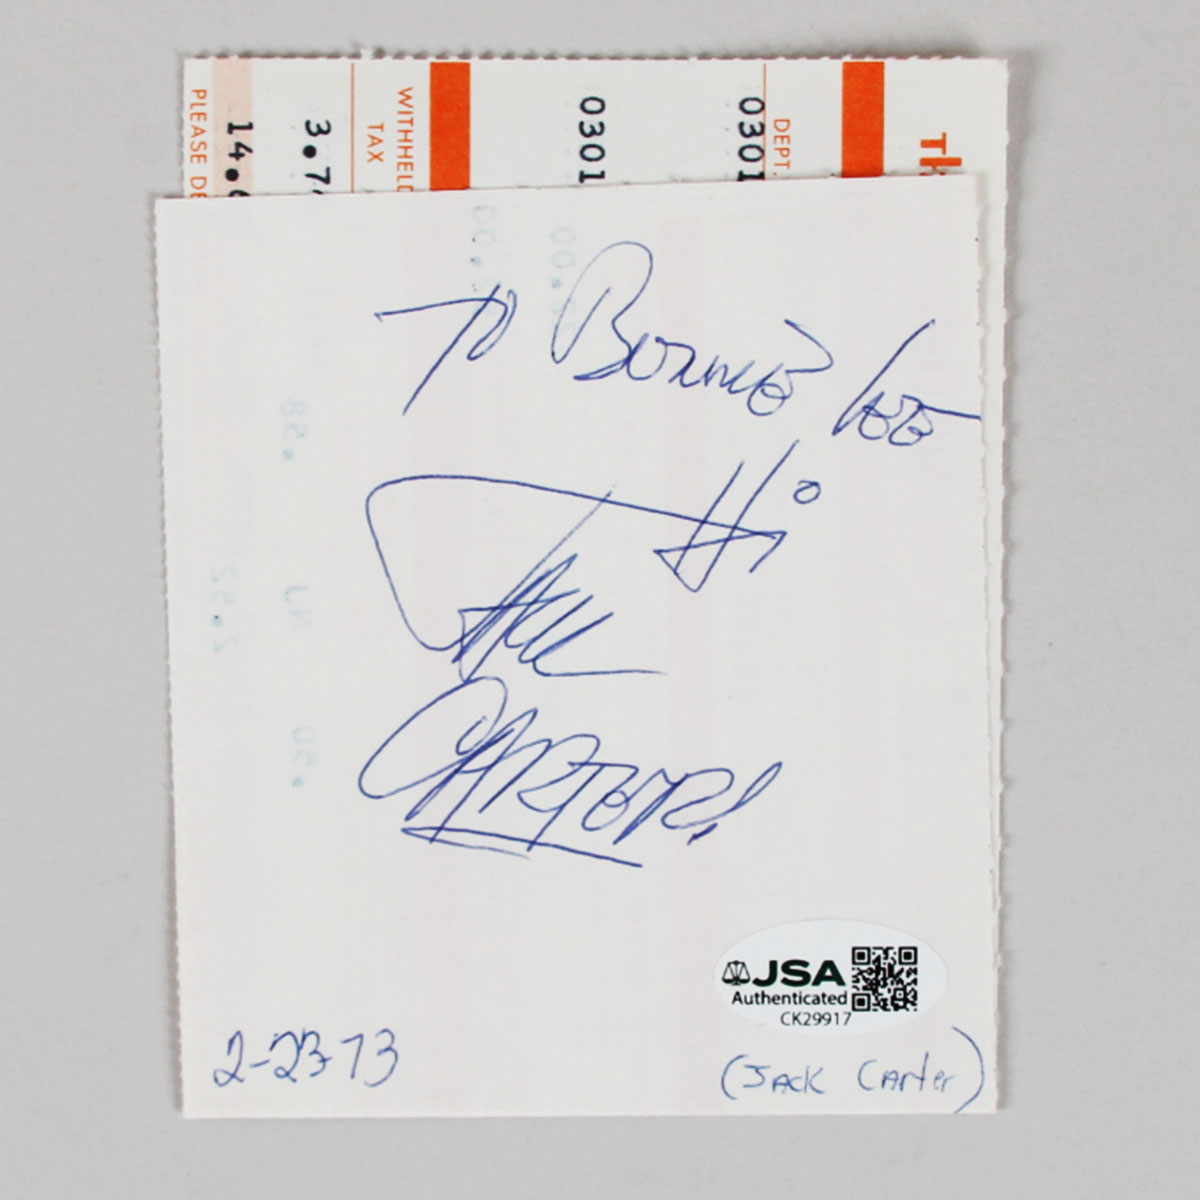 PLEASE DE
14.
3.7
WITHHELD
TAX
0301
DEPT.
0301
TH
To Bonnie Lee
Hi
Jack
Carter!
JSA
Authenticated
CK29917
2-23-73
(Jack Carter)